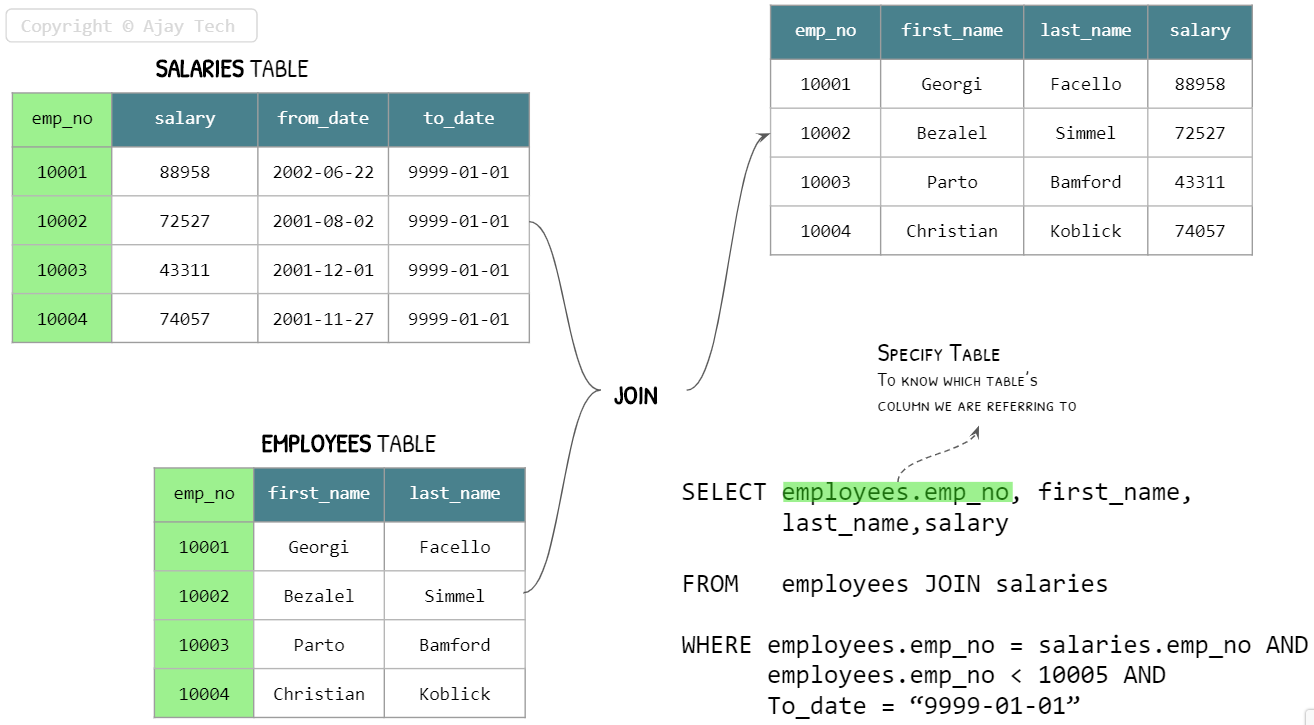 Copyright © Ajay Tech
SALARIES TABLE
emp_no salary from_date to_date
10001 88958 2002-06-22 9999-01-01
10002 72527 2001-08-02 9999-01-01
10003 43311 2001-12-01 9999-01-01
10004 74057 2001-11-27 9999-01-01
emp_no first_name last_name salary
10001 Georgi Facello 88958
10002 Bezalel Simmel 72527
10003 Parto Bamford 43311
10004 Christian Koblick 74057
JOIN
EMPLOYEES TABLE
emp_no first_name last_name
10001 Georgi Facello
10002 Bezalel Simmel
10003 Parto Bamford
10004 Christian Koblick
Specify Table
To know which table's
column we are referring to
SELECT employees.emp_no, first_name,
last_name,salary
FROM employees JOIN salaries
WHERE employees.emp_no = salaries.emp_no AND
employees.emp_no < 10005 AND
To_date = “9999-01-01”